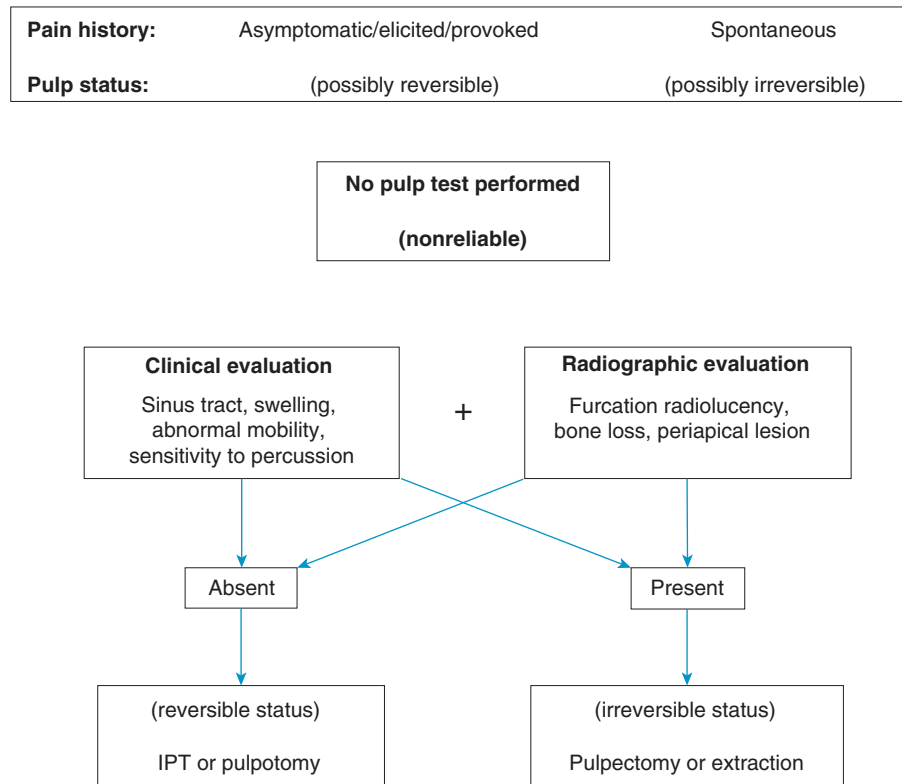 Pain history: Asymptomatic/elicited/provoked Spontaneous
Pulp status: (possibly reversible) (possibly irreversible)
No pulp test performed
(nonreliable)
Clinical evaluation
Sinus tract, swelling,
abnormal mobility,
sensitivity to percussion
+
Radiographic evaluation
Furcation radiolucency,
bone loss, periapical lesion
Absent
Present
(reversible status)
IPT or pulpotomy
(irreversible status)
Pulpectomy or extraction